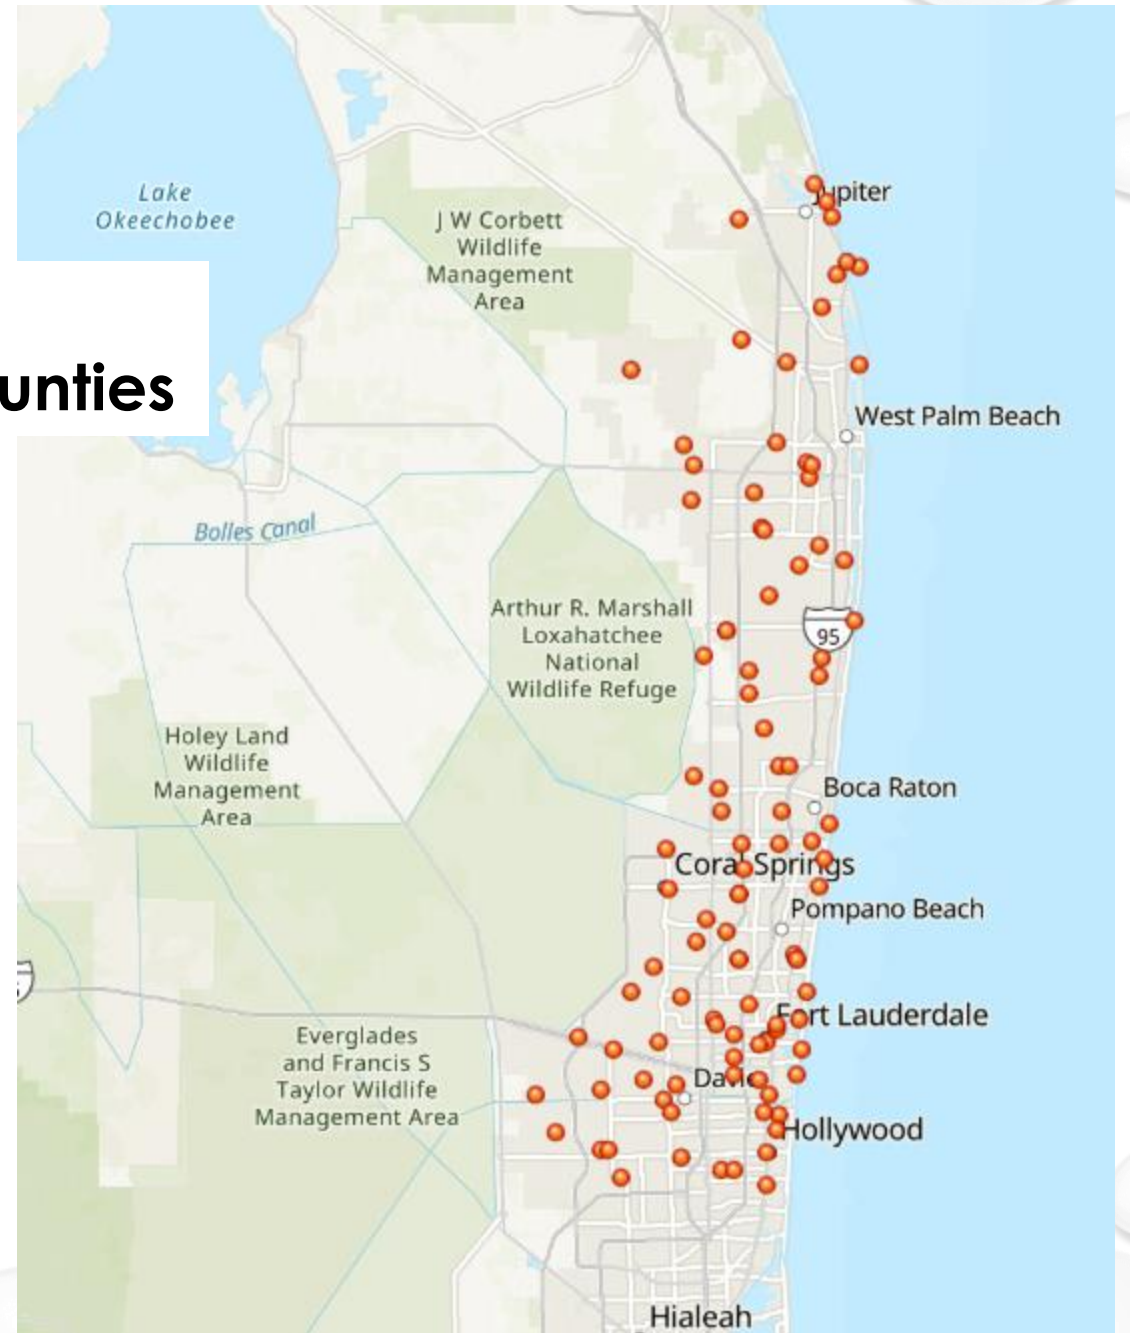 Lake
Okeechobee
Jupiter
J W Corbett
Wildlife
Management
Area
unties
West Palm Beach
Bolles Canal
Arthur R. Marshall
Loxahatchee
National
Wildlife Refuge
95
Holey Land
Wildlife
Management
Area
Boca Raton
Coral Springs
Pompano Beach
Fort Lauderdale
Everglades
and Francis S
Taylor Wildlife
Management Area
Davie
Hollywood
Hialeah